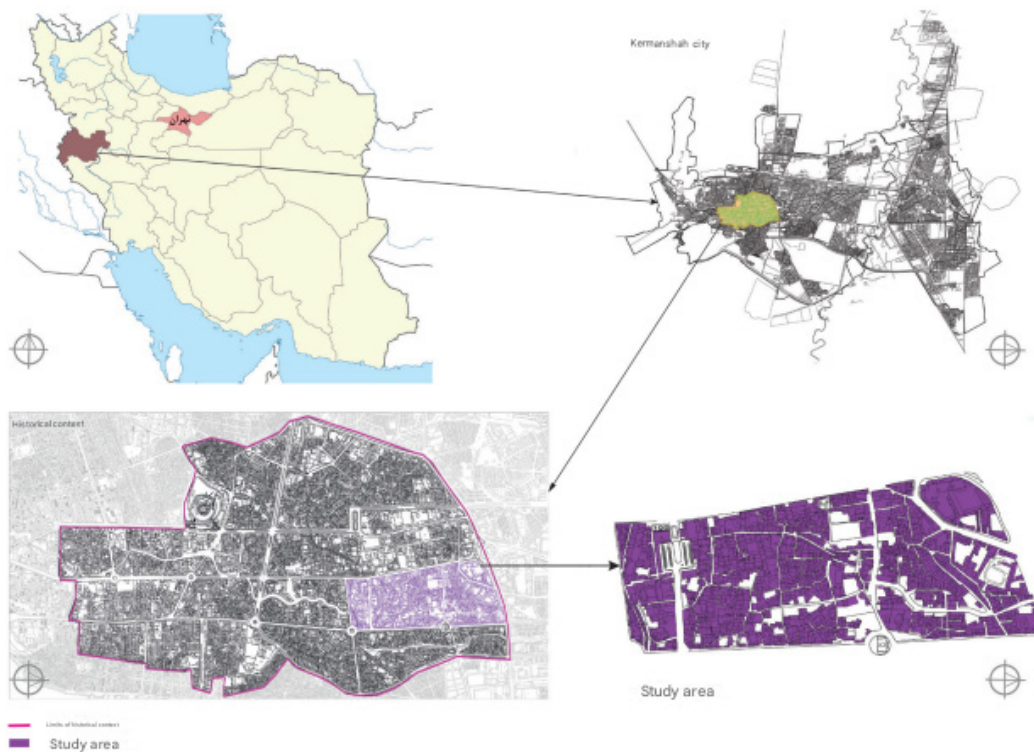 Kermanshah city
تهران
Historical context
Study area
Limits of historical context
Study area